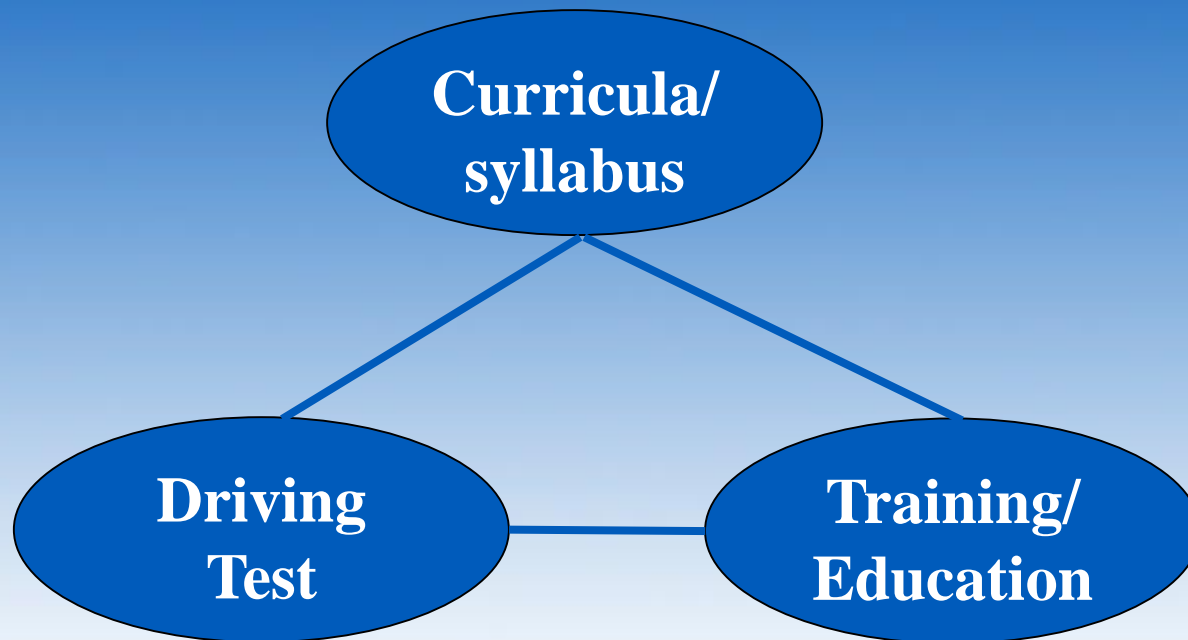 Curricula/
syllabus
Driving
Test
Training/
Education